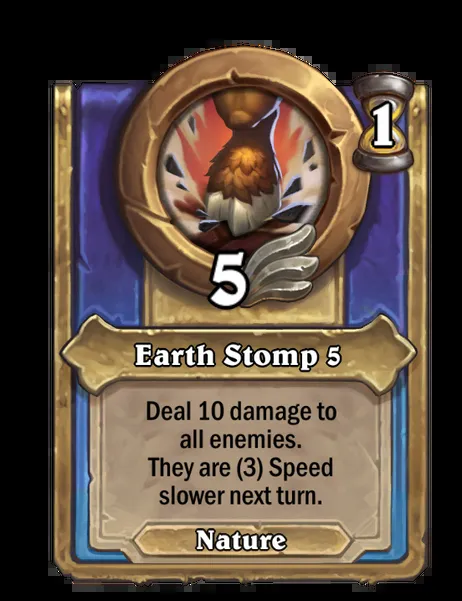 1
5
Earth Stomp 5
Deal 10 damage to
all enemies.
They are (3) Speed
slower next turn.
Nature